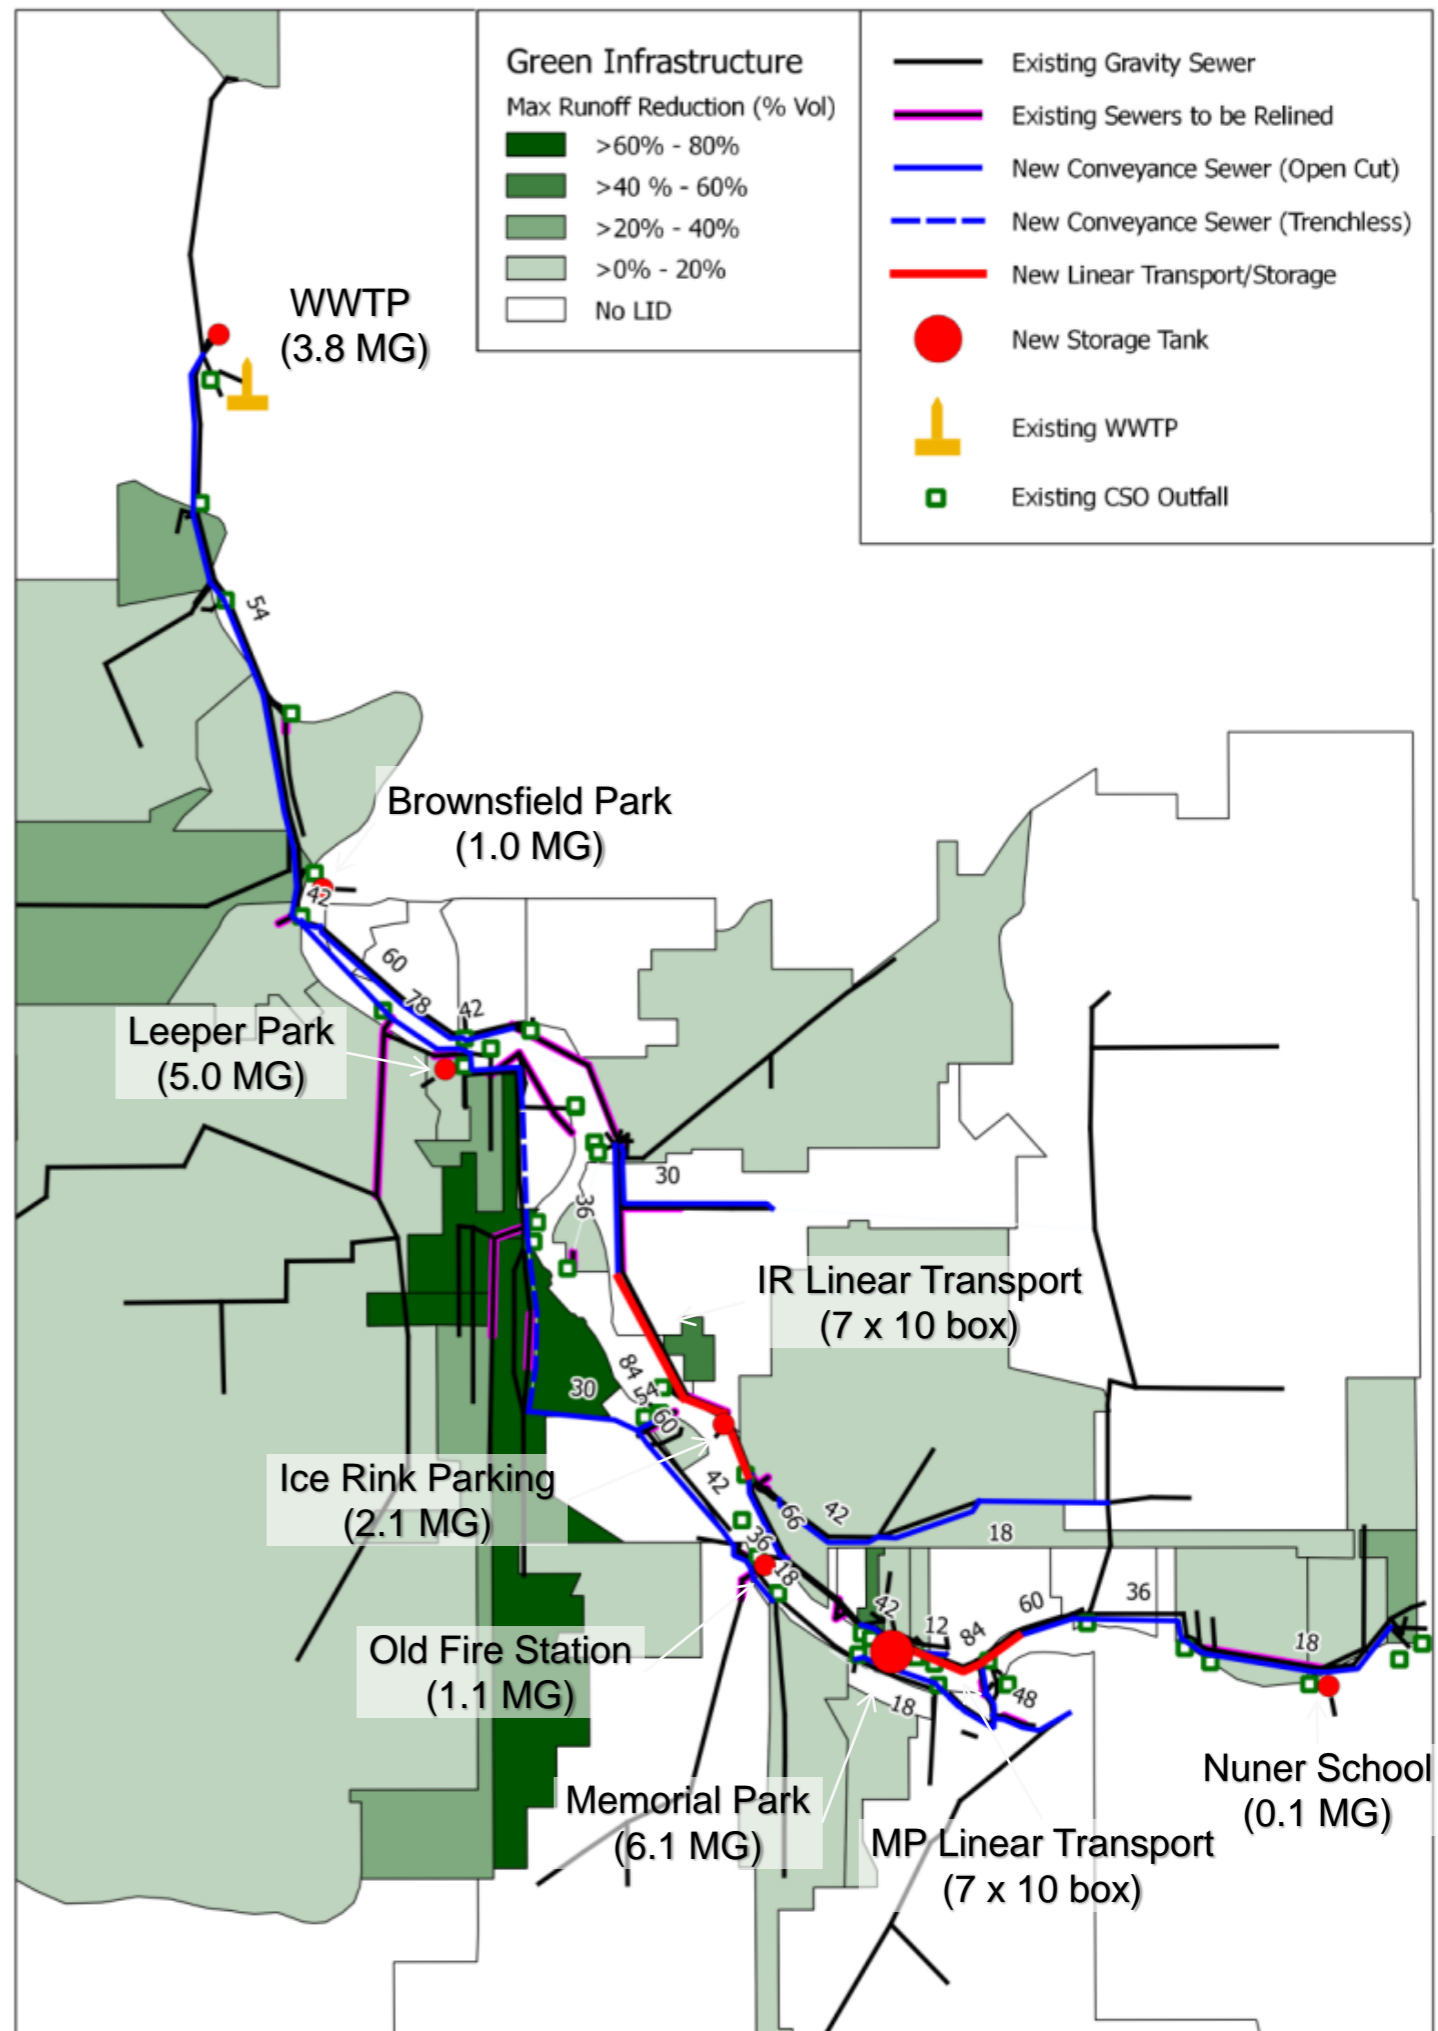 Green Infrastructure
Max Runoff Reduction (% Vol)
>60% - 80%
>40 % - 60%
>20% - 40%
>0% - 20%
No LID
Existing Gravity Sewer
Existing Sewers to be Relined
New Conveyance Sewer (Open Cut)
New Conveyance Sewer (Trenchless)
New Linear Transport/Storage
New Storage Tank
Existing WWTP
Existing CSO Outfall
WWTP
(3.8 MG)
54
Brownsfield Park
(1.0 MG)
42
60
78
42
Leeper Park
(5.0 MG)
30
36
IR Linear Transport
(7 x 10 box)
84
30
54
60
Ice Rink Parking
(2.1 MG)
42
66
42
18
36
18
Old Fire Station
(1.1 MG)
42
12
84
60
36
18
48
18
Memorial Park
(6.1 MG)
MP Linear Transport
(7 x 10 box)
Nuner School
(0.1 MG)